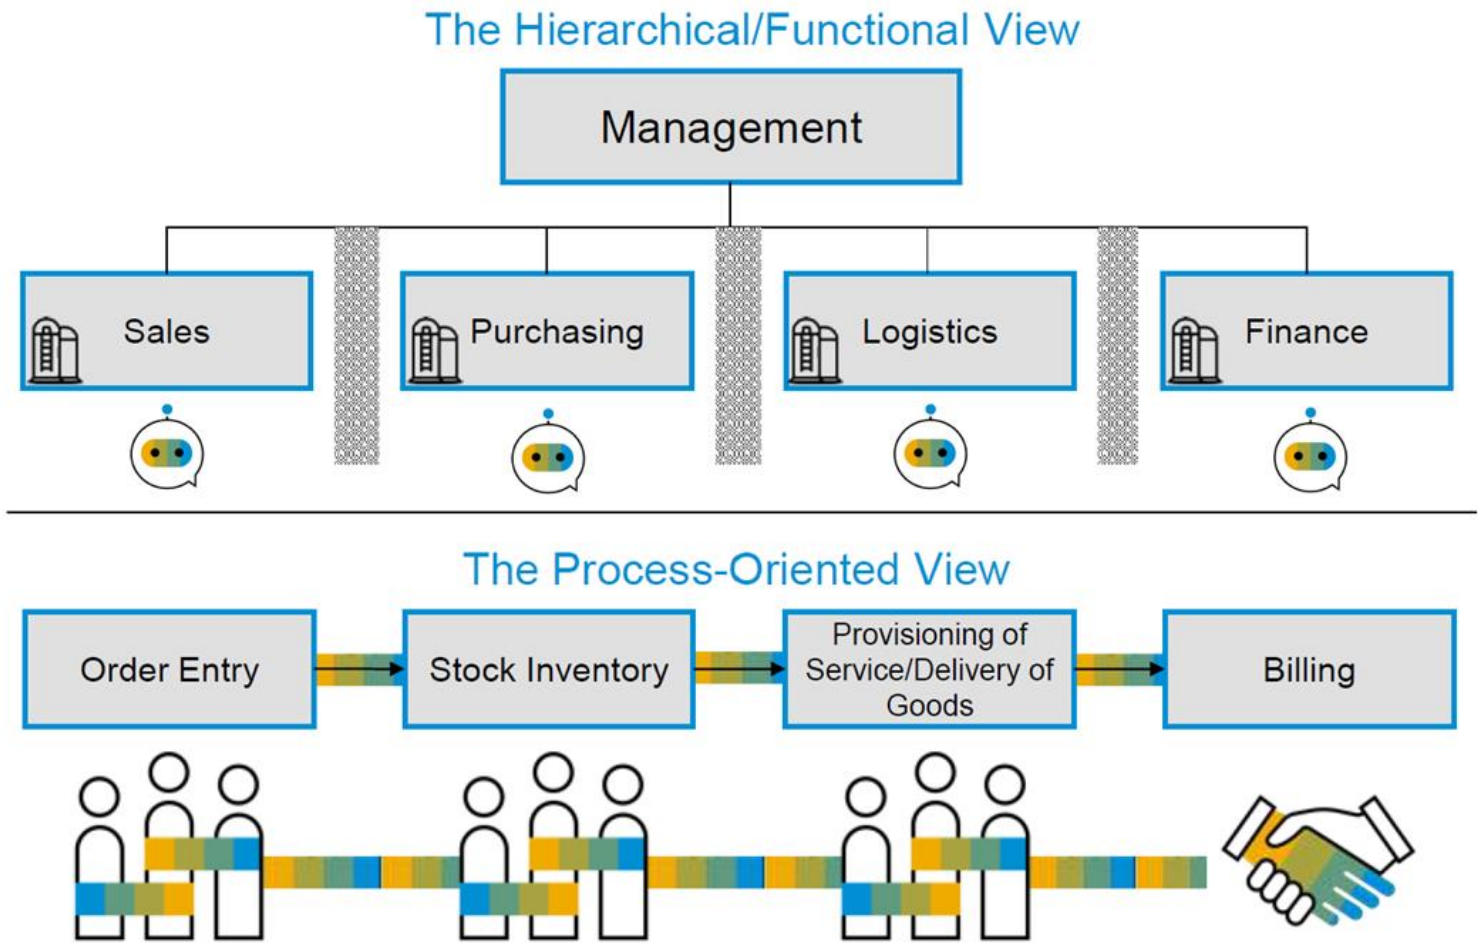 The Hierarchical/Functional View
Management
Sales
Purchasing
Logistics
Finance
The Process-Oriented View
Order Entry
Stock Inventory
Provisioning of
Service/Delivery of
Goods
Billing